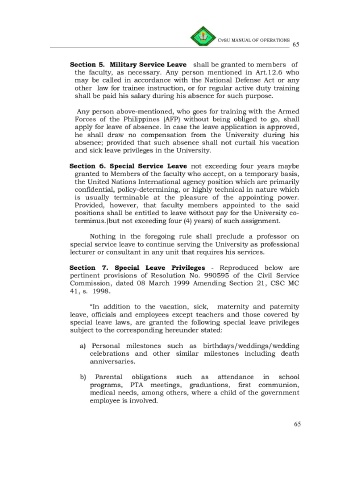 CvSU MANUAL OF OPERATIONS
65
Section 5. Military Service Leave shall be granted to members of
the faculty, as necessary. Any person mentioned in Art.12.6 who
may be called in accordance with the National Defense Act or any
other law for trainee instruction, or for regular active duty training
shall be paid his salary during his absence for such purpose.
Any person above-mentioned, who goes for training with the Armed
Forces of the Philippines (AFP) without being obliged to go, shall
apply for leave of absence. In case the leave application is approved,
he shall draw no compensation from the University during his
absence; provided that such absence shall not curtail his vacation
and sick leave privileges in the University.
Section 6. Special Service Leave not exceeding four years maybe
granted to Members of the faculty who accept, on a temporary basis,
the United Nations International agency position which are primarily
confidential, policy-determining, or highly technical in nature which
is usually terminable at the pleasure of the appointing power.
Provided, however, that faculty members appointed to the said
positions shall be entitled to leave without pay for the University co-
terminus.(but not exceeding four (4) years) of such assignment.
Nothing in the foregoing rule shall preclude a professor on
special service leave to continue serving the University as professional
lecturer or consultant in any unit that requires his services.
Section 7. Special Leave Privileges – Reproduced below are
pertinent provisions of Resolution No. 990595 of the Civil Service
Commission, dated 08 March 1999 Amending Section 21, CSC MC
41, s. 1998.
"In addition to the vacation, sick, maternity and paternity
leave, officials and employees except teachers and those covered by
special leave laws, are granted the following special leave privileges
subject to the corresponding hereunder stated:
a) Personal milestones such as birthdays/weddings/wedding
celebrations and other similar milestones including death
anniversaries.
b) Parental obligations such as attendance in school
programs, PTA meetings, graduations, first communion,
medical needs, among others, where a child of the government
employee is involved.
65